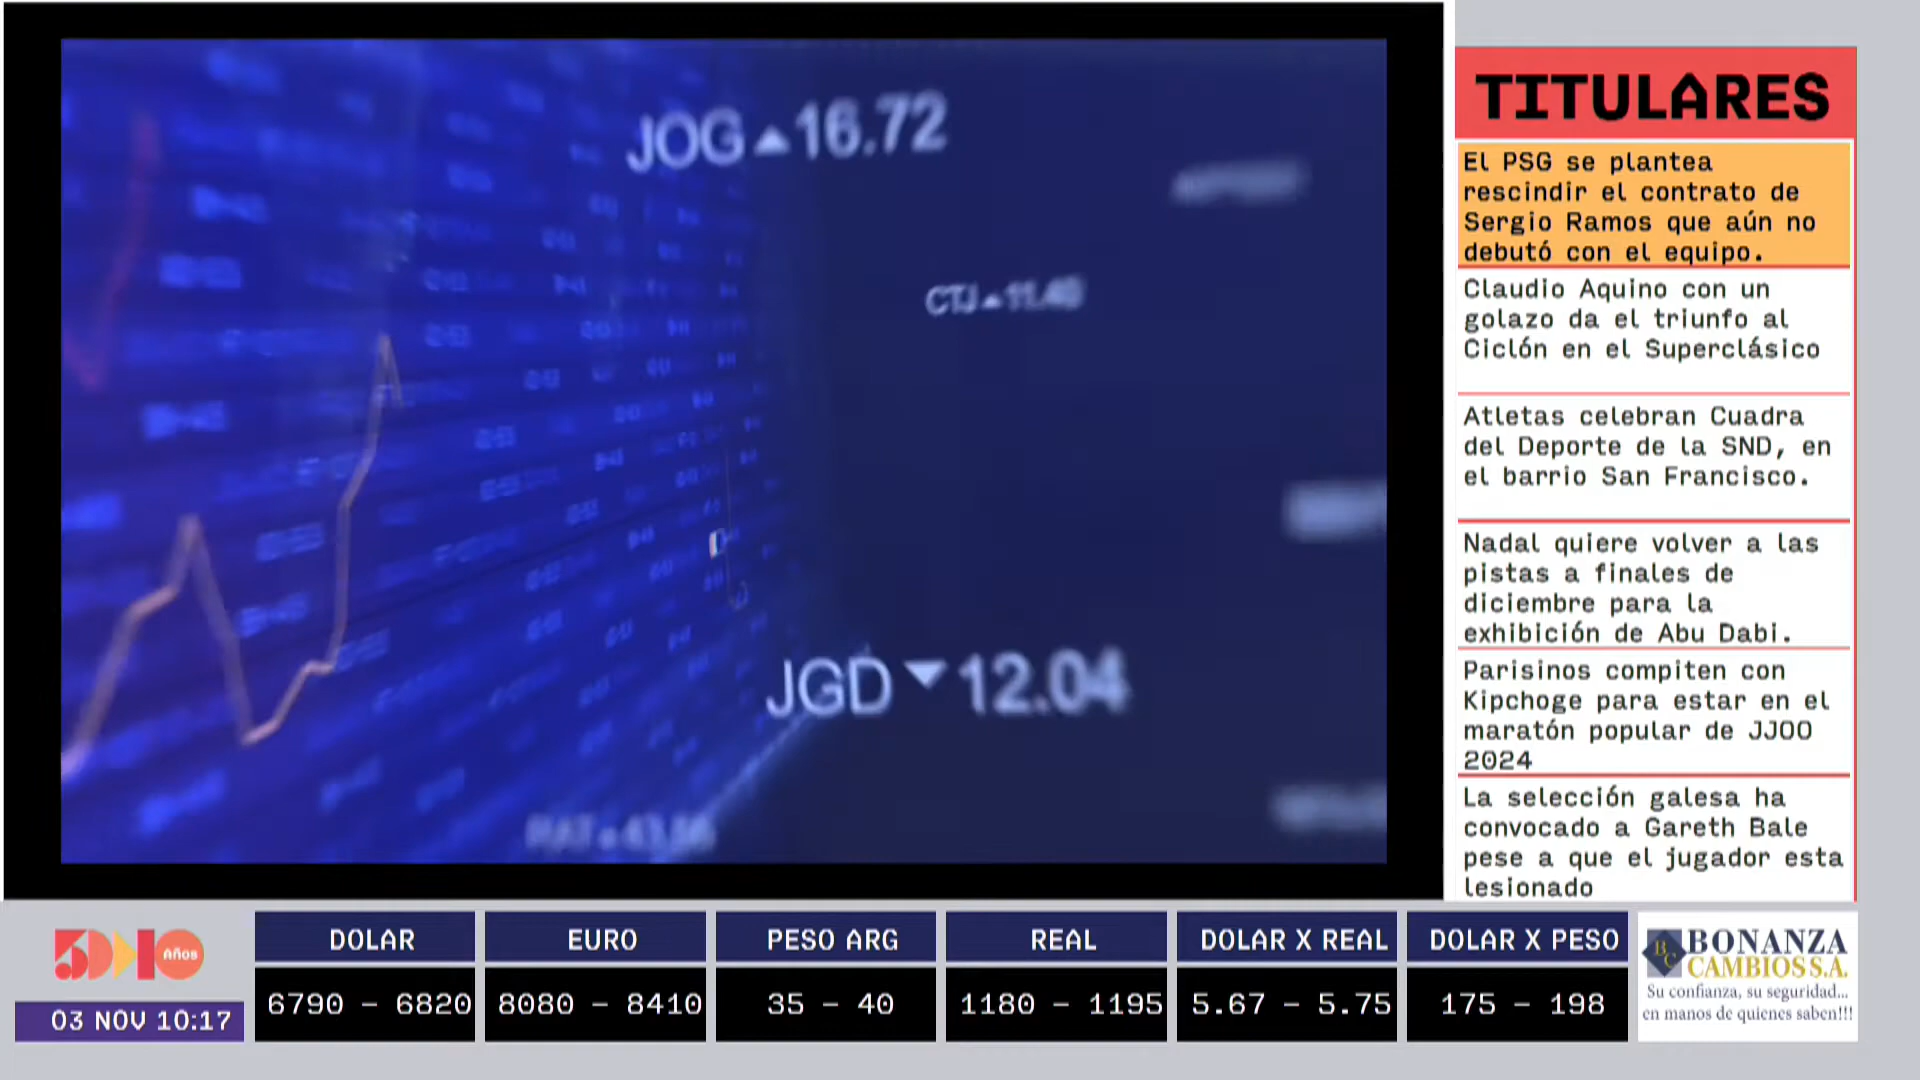 JOG▲16.72
CTJ▲11.46
JGD▼12.04
TITULARES
El PSG se plantea
rescindir el contrato de
Sergio Ramos que aún no
debutó con el equipo.
Claudio Aquino con un
golazo da el triunfo al
Ciclón en el Superclásico
Atletas celebran Cuadra
del Deporte de la SND, en
el barrio San Francisco.
Nadal quiere volver a las
pistas a finales de
diciembre para la
exhibición de Abu Dabi.
Parisinos compiten con
Kipchoge para estar en el
maratón popular de JJOO
2024
La selección galesa ha
convocado a Gareth Bale
pese a que el jugador esta
lesionado
Años
03 NOV 10:17
DOLAR
6790 - 6820
EURO
8080 - 8410
PESO ARG
35 - 40
REAL
1180 - 1195
DOLAR X REAL
5.67 - 5.75
DOLAR X PESO
175 - 198
BC
BONANZA
CAMBIOS S.A.
Su confianza, su seguridad...
en manos de quienes saben!!!